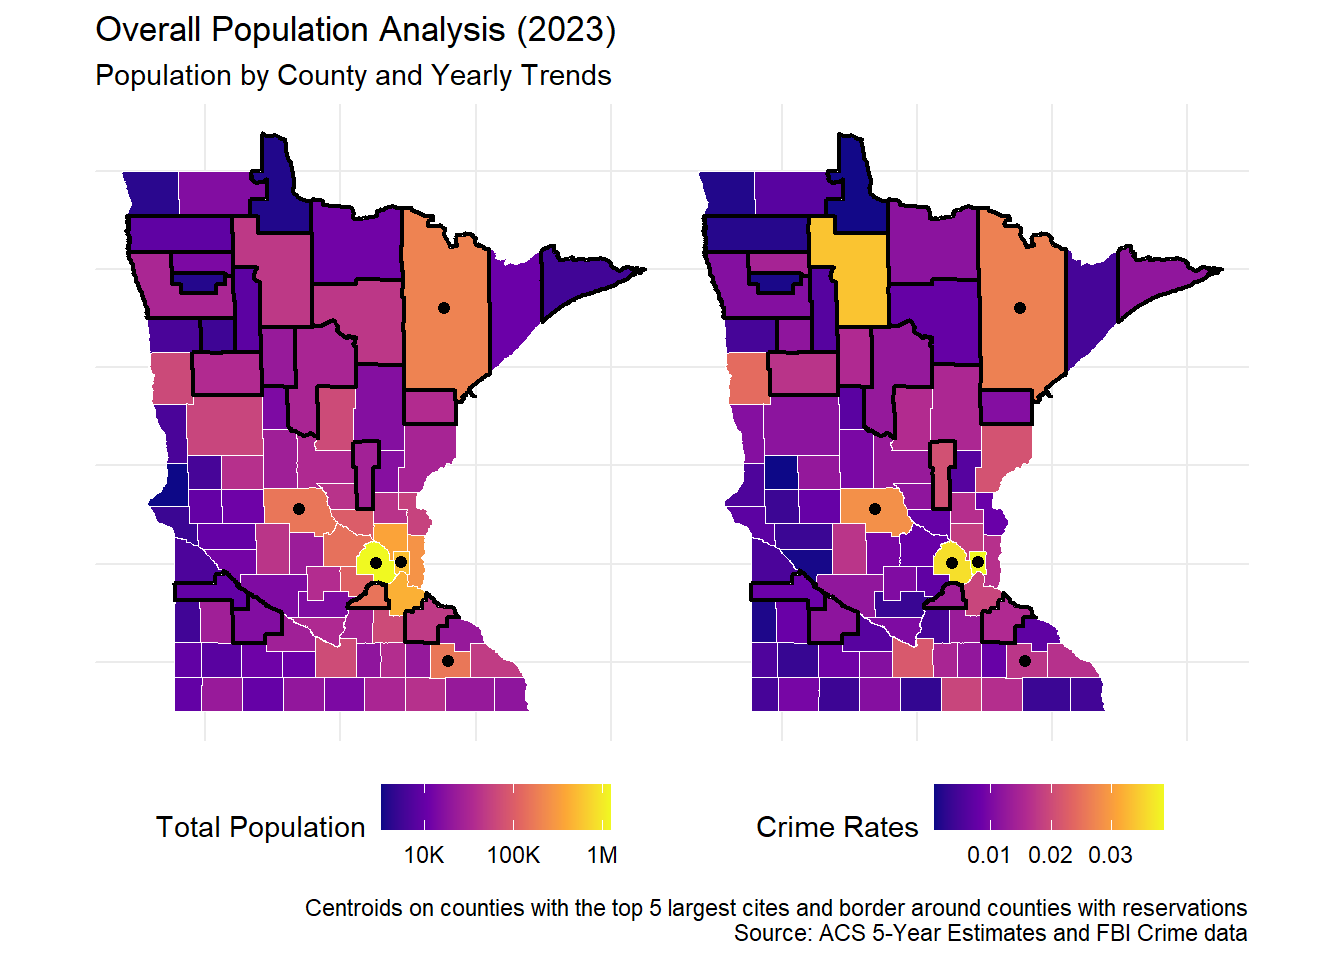 Overall Population Analysis (2023)
Population by County and Yearly Trends
Total Population
10K 100K 1M
Crime Rates
0.01 0.02 0.03
Centroids on counties with the top 5 largest cites and border around counties with reservations
Source: ACS 5-Year Estimates and FBI Crime data